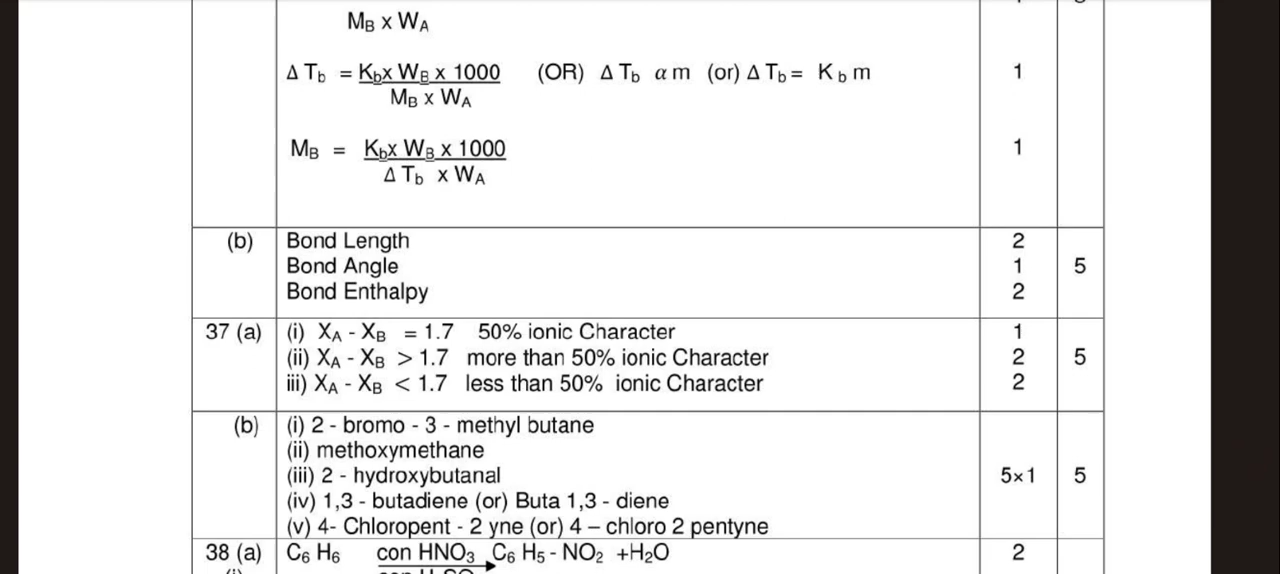 M_B x W_A
Δ T_b = K_b x W_B x 1000 (OR) Δ T_b α m (or) Δ T_b = K_b m 1
M_B x W_A
M_B = K_b x W_B x 1000 1
Δ T_b x W_A
(b) Bond Length 2
Bond Angle 1 5
Bond Enthalpy 2
37 (a) (i) X_A - X_B = 1.7 50% ionic Character 1
(ii) X_A - X_B > 1.7 more than 50% ionic Character 2 5
iii) X_A - X_B < 1.7 less than 50% ionic Character 2
(b) (i) 2 - bromo - 3 - methyl butane
(ii) methoxymethane
(iii) 2 - hydroxybutanal 5×1 5
(iv) 1,3 - butadiene (or) Buta 1,3 - diene
(v) 4- Chloropent - 2 yne (or) 4 – chloro 2 pentyne
38 (a) C₆ H₆ con HNO₃ C₆ H₅ - NO₂ +H₂O 2